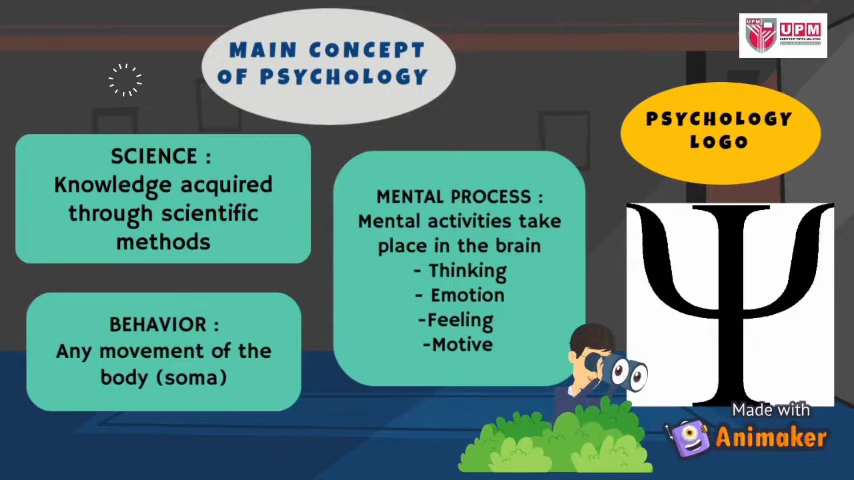 MAIN CONCEPT
OF PSYCHOLOGY
UPM
UPM
PSYCHOLOGY
LOGO
SCIENCE :
Knowledge acquired
through scientific
methods
MENTAL PROCESS :
Mental activities take
place in the brain
- Thinking
- Emotion
-Feeling
-Motive
BEHAVIOR :
Any movement of the
body (soma)
Ψ
Made with
Animaker